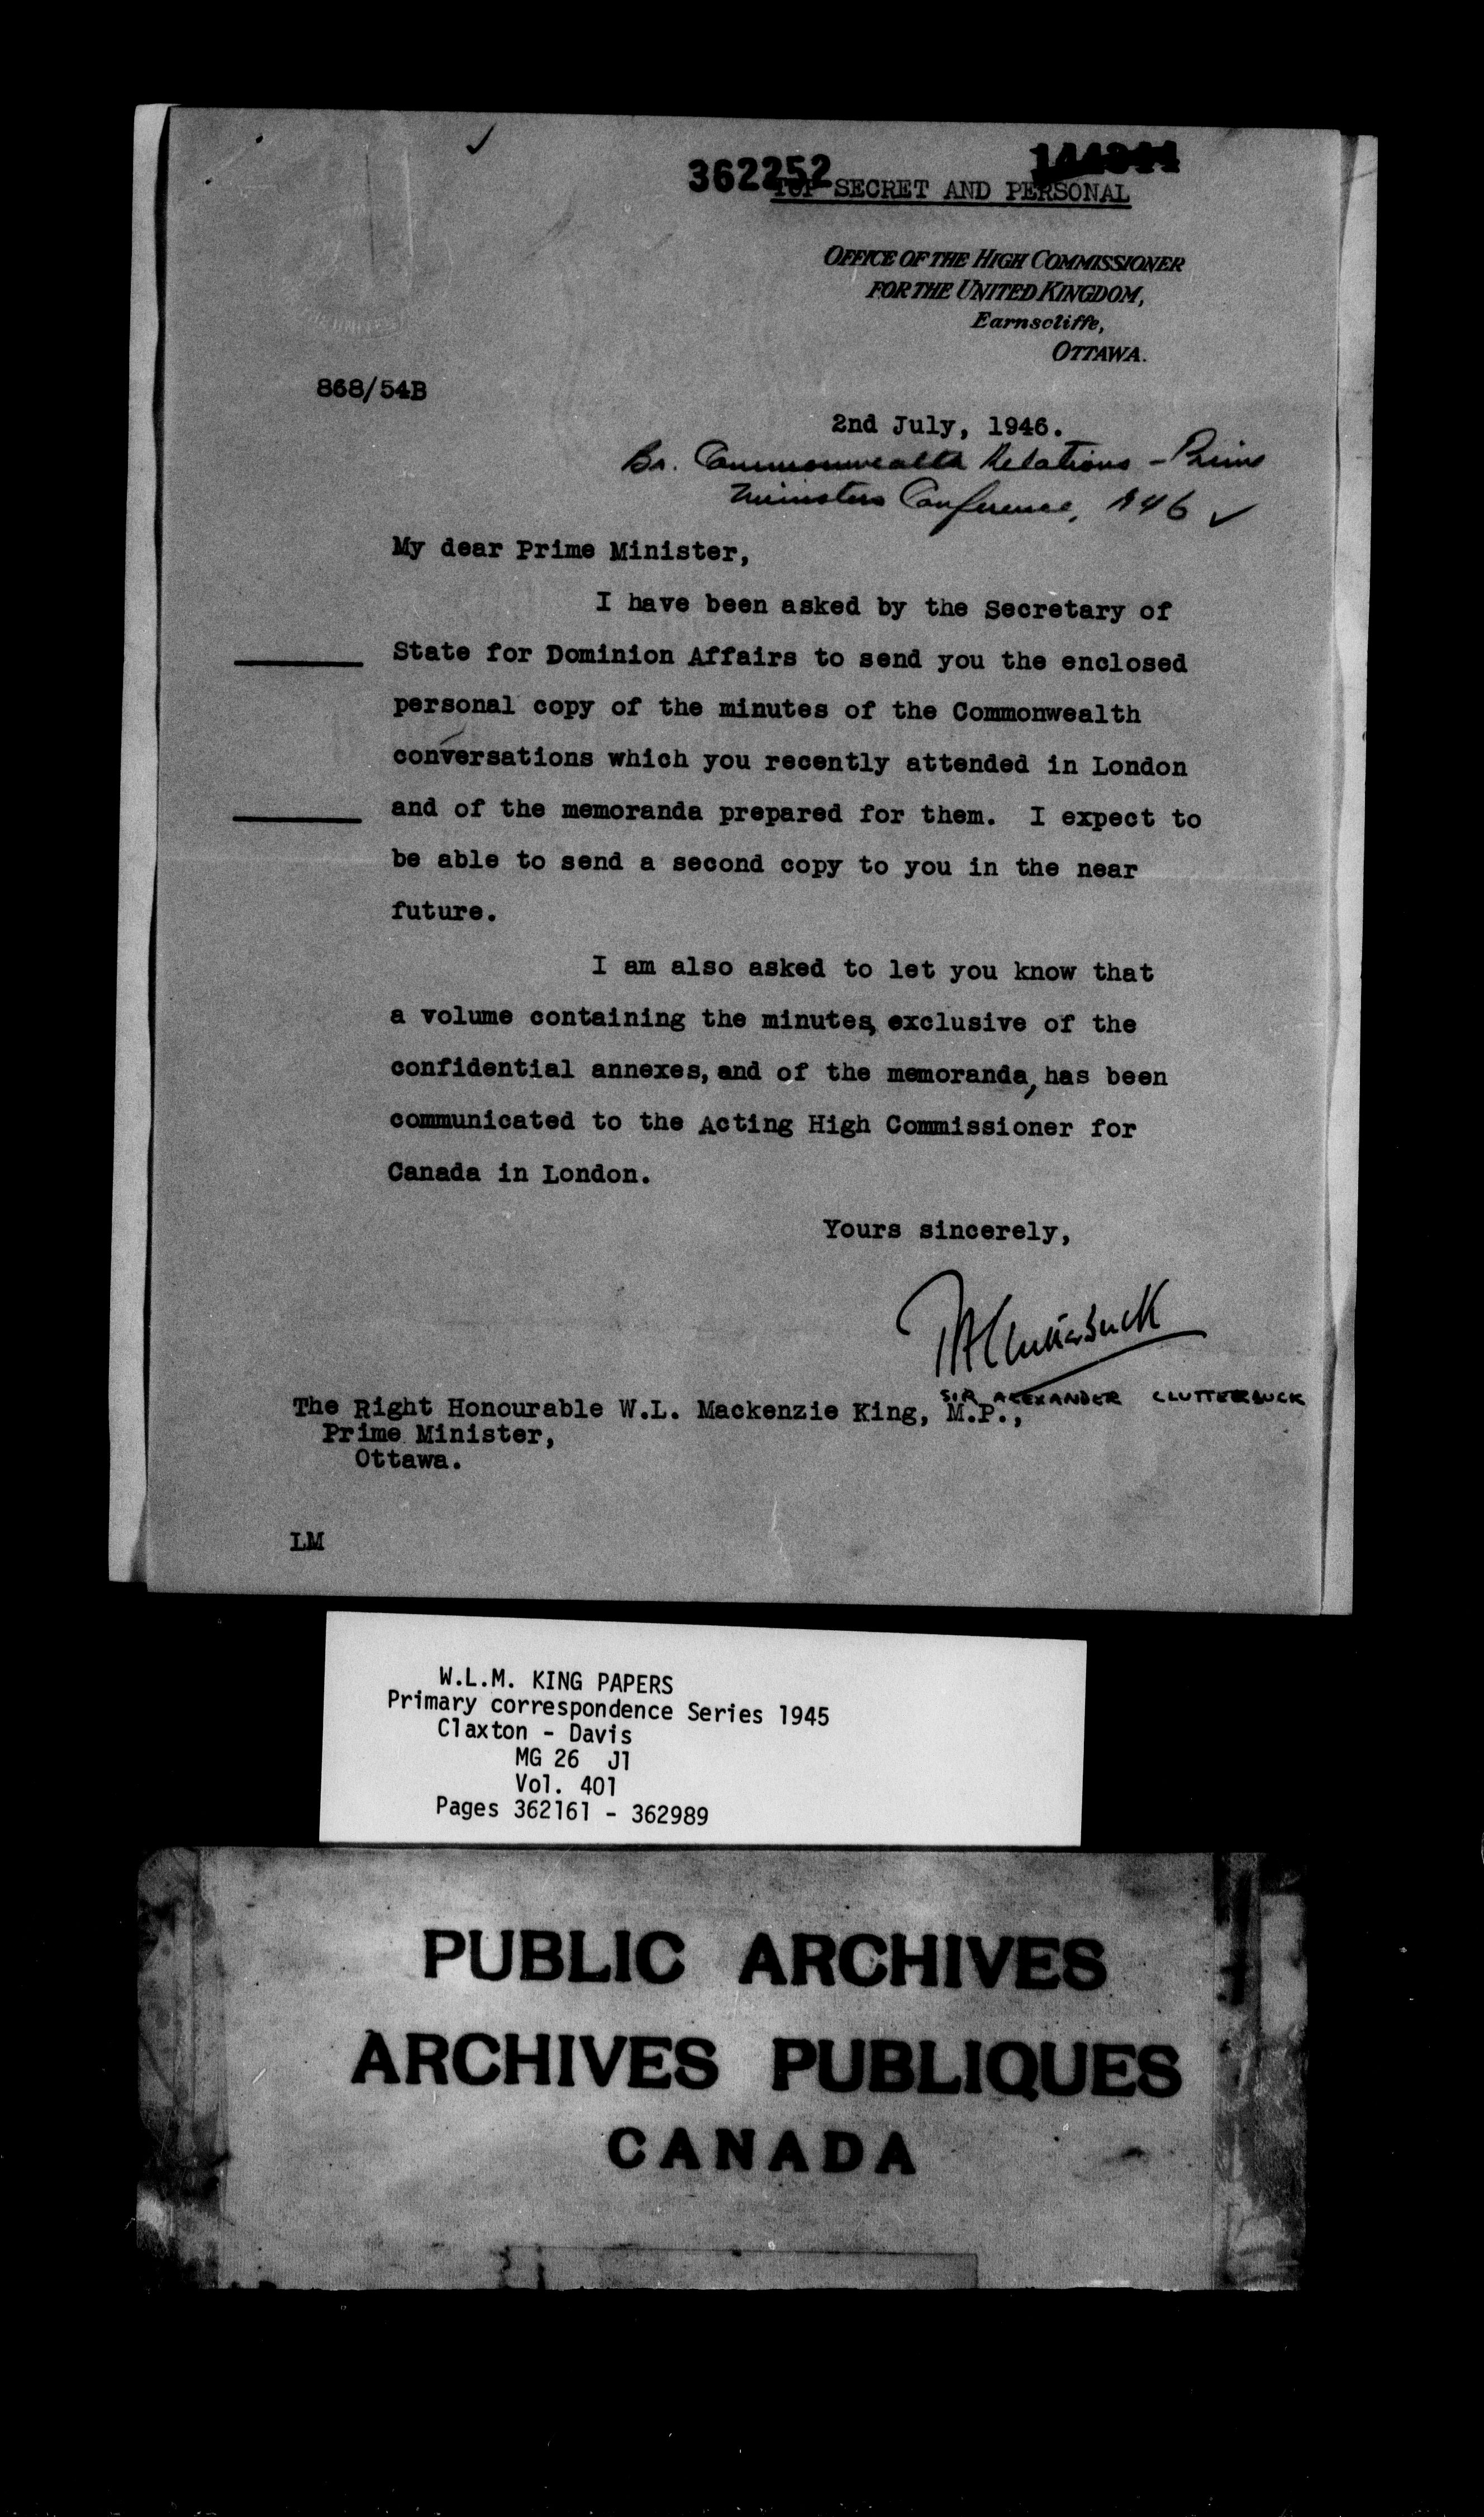 362252
TOP SECRET AND PERSONAL
OFFICE OF THE HIGH COMMISSIONER
FOR THE UNITED KINGDOM,
Earnscliffe,
OTTAWA.
868/54B
2nd July, 1946.
Br. Commonwealth Relations - Prime
Ministers Conference, 1946 ✓
My dear Prime Minister,
I have been asked by the Secretary of
State for Dominion Affairs to send you the enclosed
personal copy of the minutes of the Commonwealth
conversations which you recently attended in London
and of the memoranda prepared for them. I expect to
be able to send a second copy to you in the near
future.
I am also asked to let you know that
a volume containing the minutes, exclusive of the
confidential annexes, and of the memoranda, has been
communicated to the Acting High Commissioner for
Canada in London.
Yours sincerely,
PAClutterbuck
SIR ALEXANDER CLUTTERBUCK
The Right Honourable W.L. Mackenzie King, M.P.,
Prime Minister,
Ottawa.
LM
W.L.M. KING PAPERS
Primary correspondence Series 1945
Claxton - Davis
MG 26 J1
Vol. 401
Pages 362161 - 362989
PUBLIC ARCHIVES
ARCHIVES PUBLIQUES
CANADA